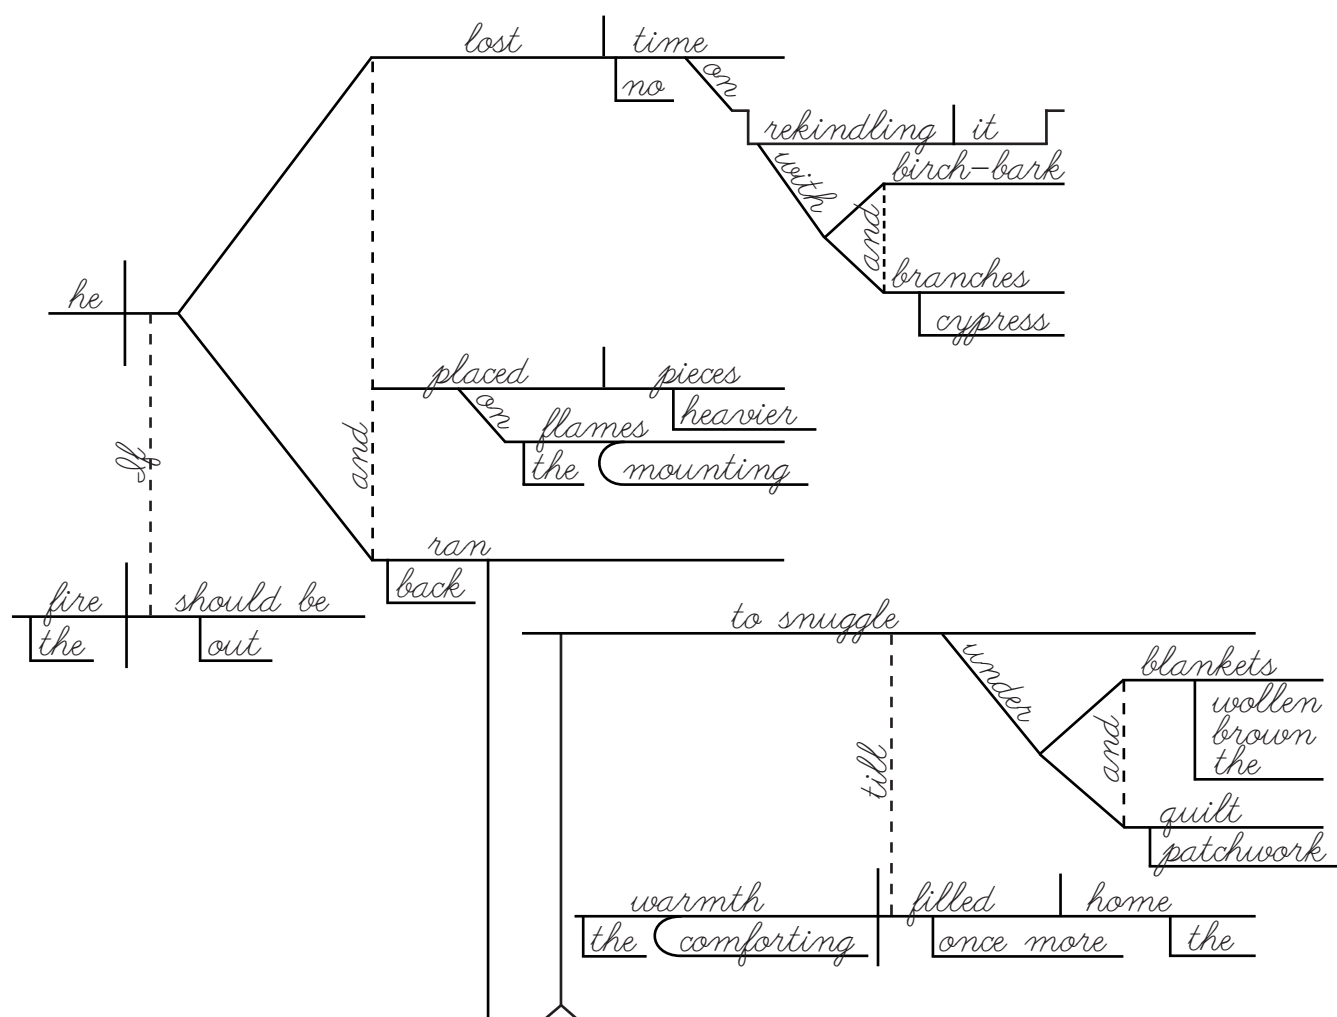 lost time
no on
rekindling it
with birch-bark
and
branches
cypress
he
placed pieces
on heavier
flames
the mounting
and
If
ran
back
fire should be
the out
to snuggle
under
blankets
wollen
brown
the
and
till
quilt
patchwork
warmth filled home
the comforting once more the